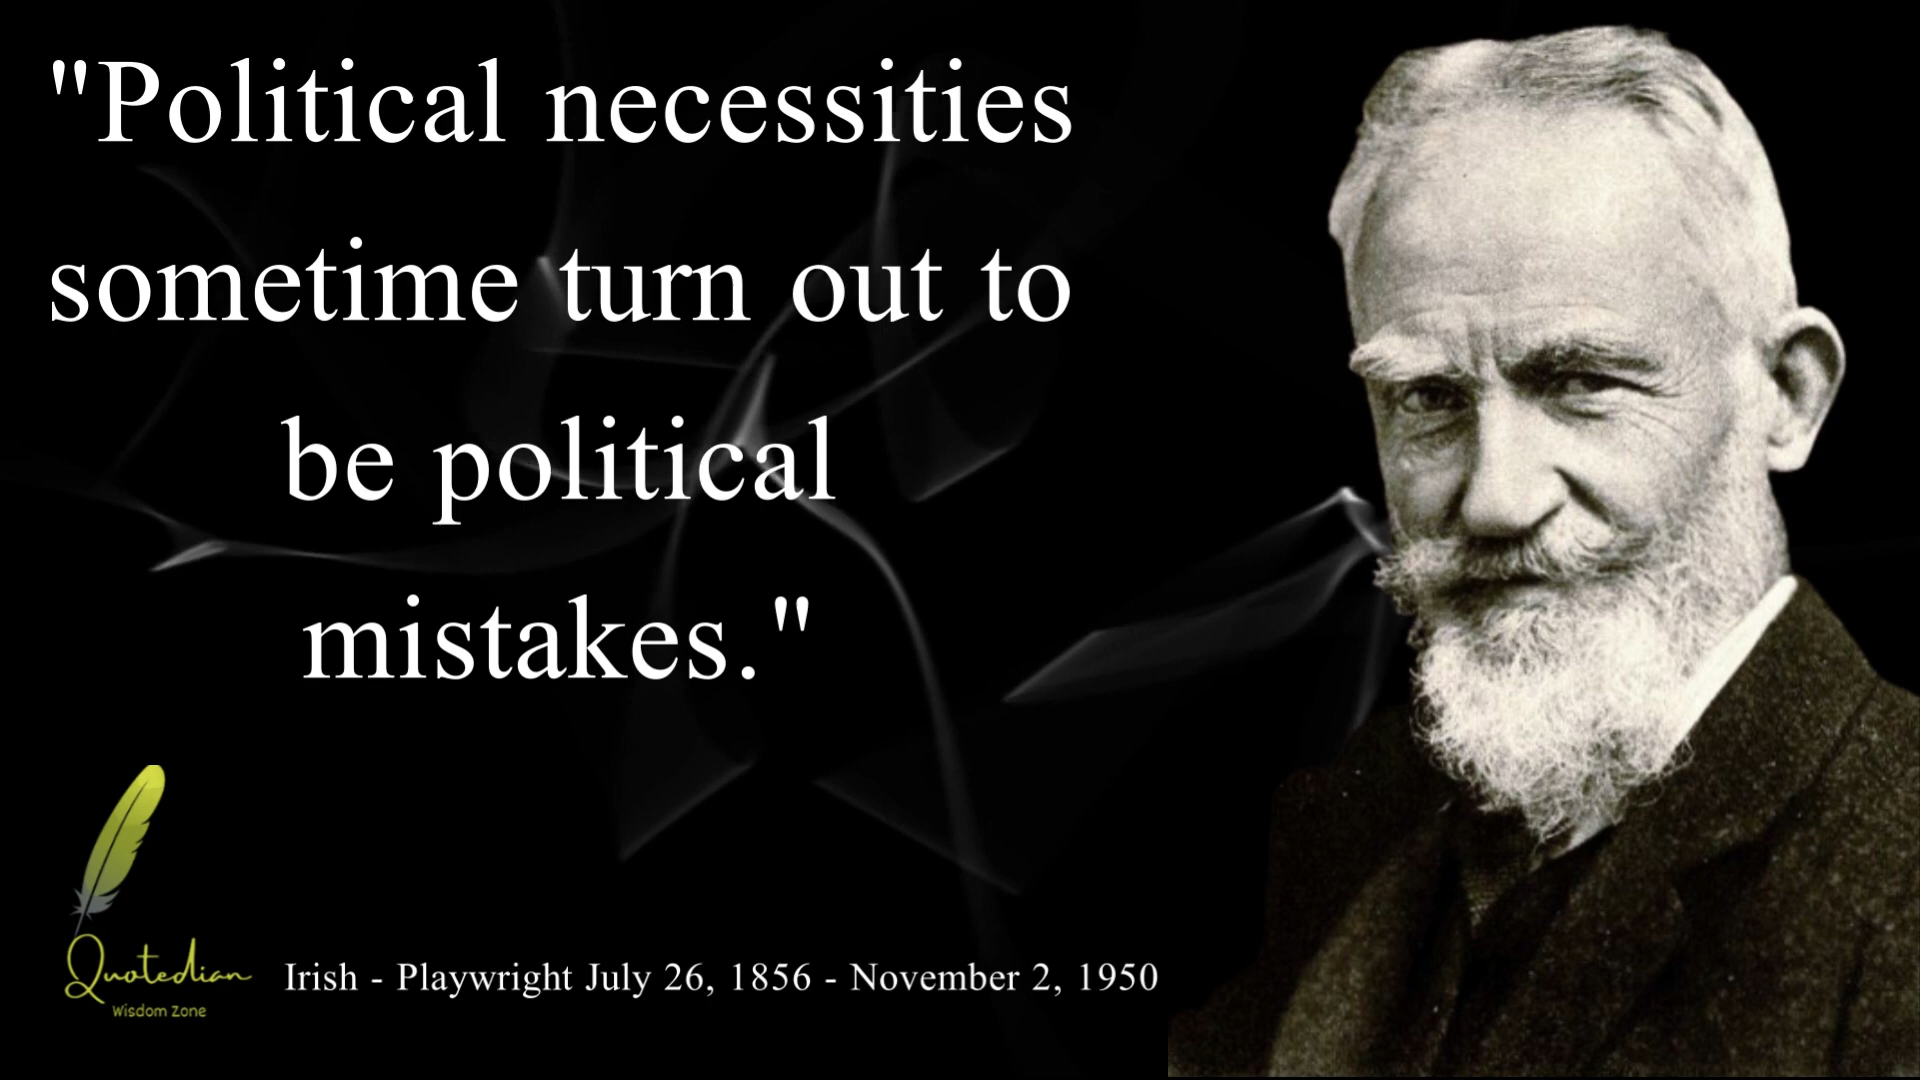 "Political necessities
sometime turn out to
be political
mistakes."
Quotedian
Wisdom Zone
Irish - Playwright July 26, 1856 - November 2, 1950